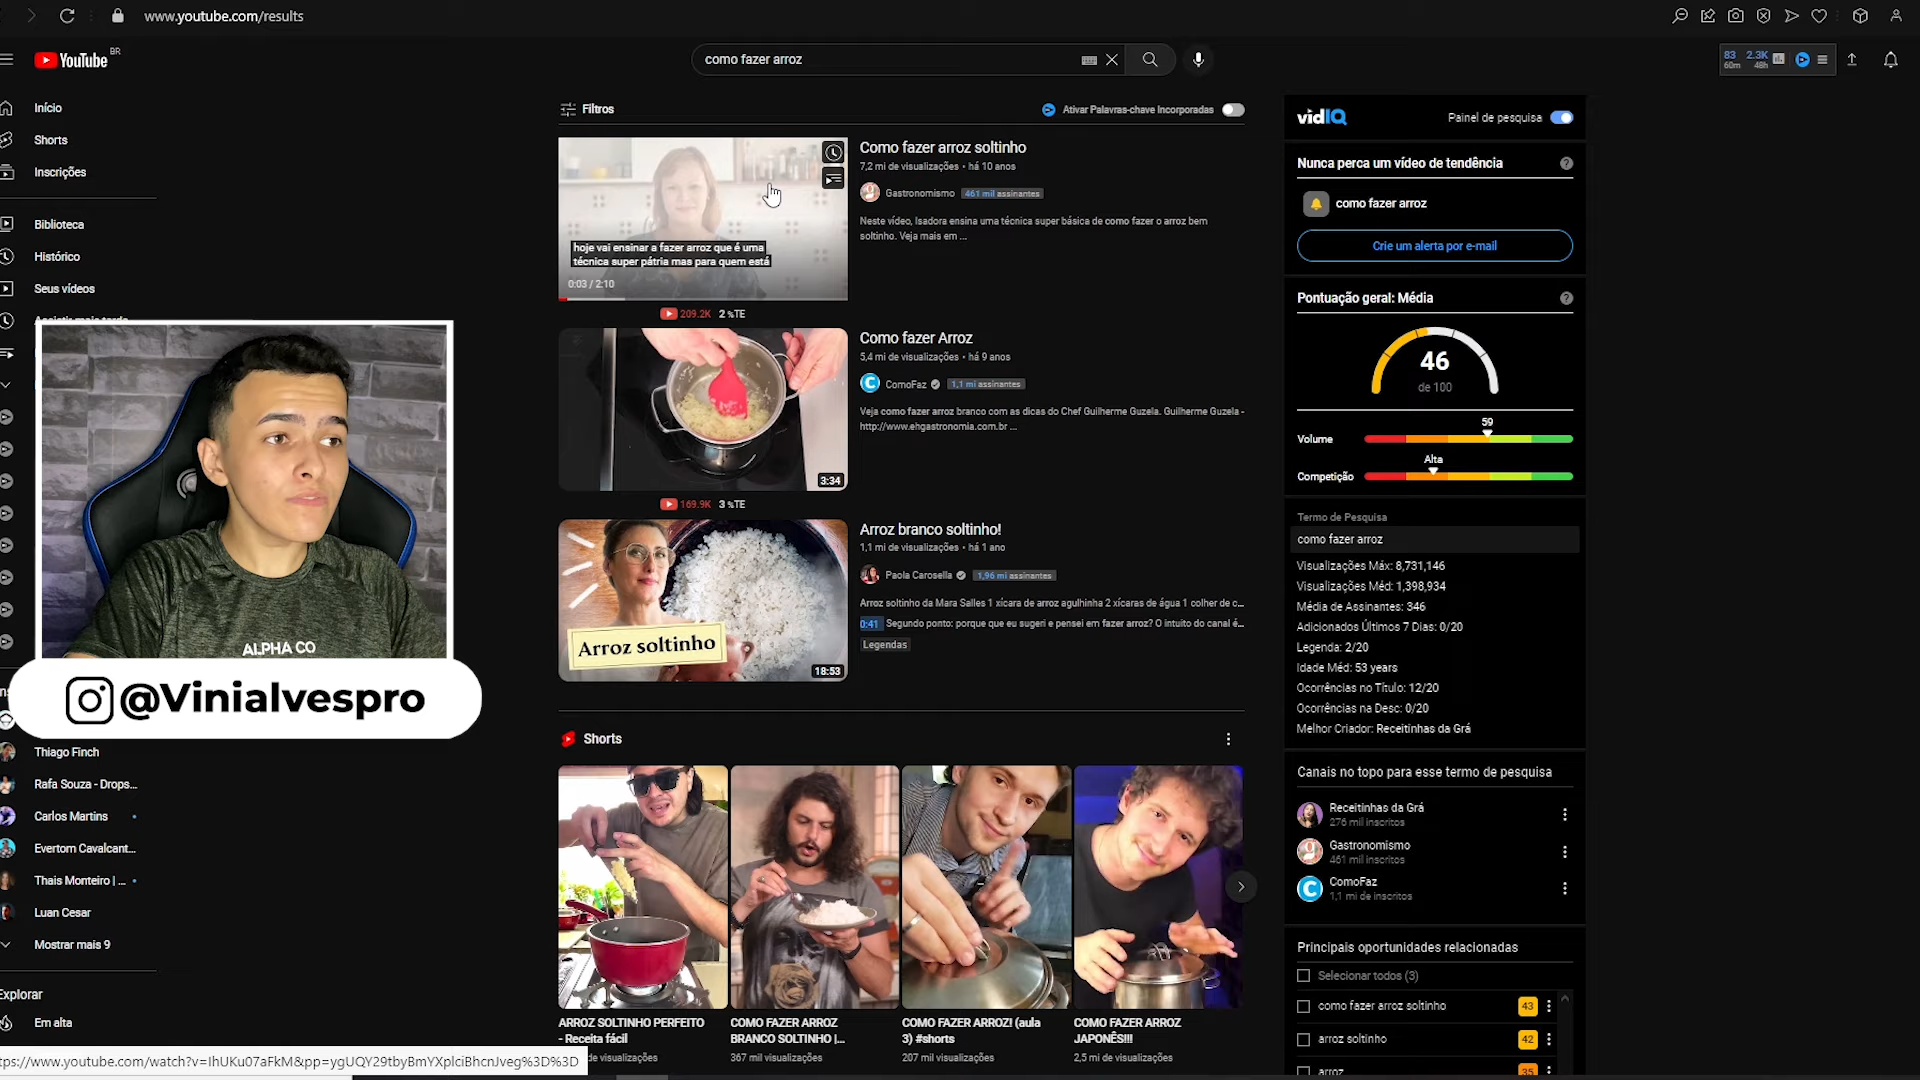 www.youtube.com/results
YouTube
BR
como fazer arroz
83
60m
2.3K
48h
Início
Shorts
Inscrições
Biblioteca
Histórico
Seus vídeos
@Vinialvespro
ALPHA CO
Thiago Finch
Rafa Souza - Drops...
Carlos Martins
Evertom Cavalcant...
Thais Monteiro | ...
Luan Cesar
Mostrar mais 9
Explorar
Em alta
tps://www.youtube.com/watch?v=IhUKu07aFkM&pp=ygUQY29tbyBmYXplciBhcnJveg%3D%3D
Filtros
Ativar Palavras-chave Incorporadas
hoje vai ensinar a fazer arroz que é uma
técnica super pátria mas para quem está
0:03 / 2:10
Como fazer arroz soltinho
7,2 mi de visualizações • há 10 anos
Gastronomismo 461 mil assinantes
Neste vídeo, Isadora ensina uma técnica super básica de como fazer o arroz bem
soltinho. Veja mais em ...
209.2K 2 %TE
3:34
Como fazer Arroz
5,4 mi de visualizações • há 9 anos
ComoFaz 1,1 mi assinantes
Veja como fazer arroz branco com as dicas do Chef Guilherme Guzela. Guilherme Guzela -
http://www.ehgastronomia.com.br ...
169.9K 3 %TE
Arroz soltinho
18:53
Arroz branco soltinho!
1,1 mi de visualizações • há 1 ano
Paola Carosella 1,96 mi assinantes
Arroz soltinho da Mara Salles 1 xícara de arroz agulhinha 2 xícaras de água 1 colher de c...
0:41 Segundo ponto: porque que eu sugeri e pensei em fazer arroz? O intuito do canal é...
Legendas
Shorts
ARROZ SOLTINHO PERFEITO
- Receita fácil
de visualizações
COMO FAZER ARROZ
BRANCO SOLTINHO |...
367 mil visualizações
COMO FAZER ARROZ! (aula
3) #shorts
207 mil visualizações
COMO FAZER ARROZ
JAPONÊS!!!
2,5 mi de visualizações
vidIQ
Painel de pesquisa
Nunca perca um vídeo de tendência
como fazer arroz
Crie um alerta por e-mail
Pontuação geral: Média
46
de 100
59
Volume
Alta
Competição
Termo de Pesquisa
como fazer arroz
Visualizações Máx: 8,731,146
Visualizações Méd: 1,398,934
Média de Assinantes: 346
Adicionados Últimos 7 Dias: 0/20
Legenda: 2/20
Idade Méd: 53 years
Ocorrências no Título: 12/20
Ocorrências na Desc: 0/20
Melhor Criador: Receitinhas da Grá
Canais no topo para esse termo de pesquisa
Receitinhas da Grá
276 mil inscritos
Gastronomismo
461 mil inscritos
ComoFaz
1,1 mi de inscritos
Principais oportunidades relacionadas
Selecionar todos (3)
como fazer arroz soltinho 43
arroz soltinho 42
arroz 35